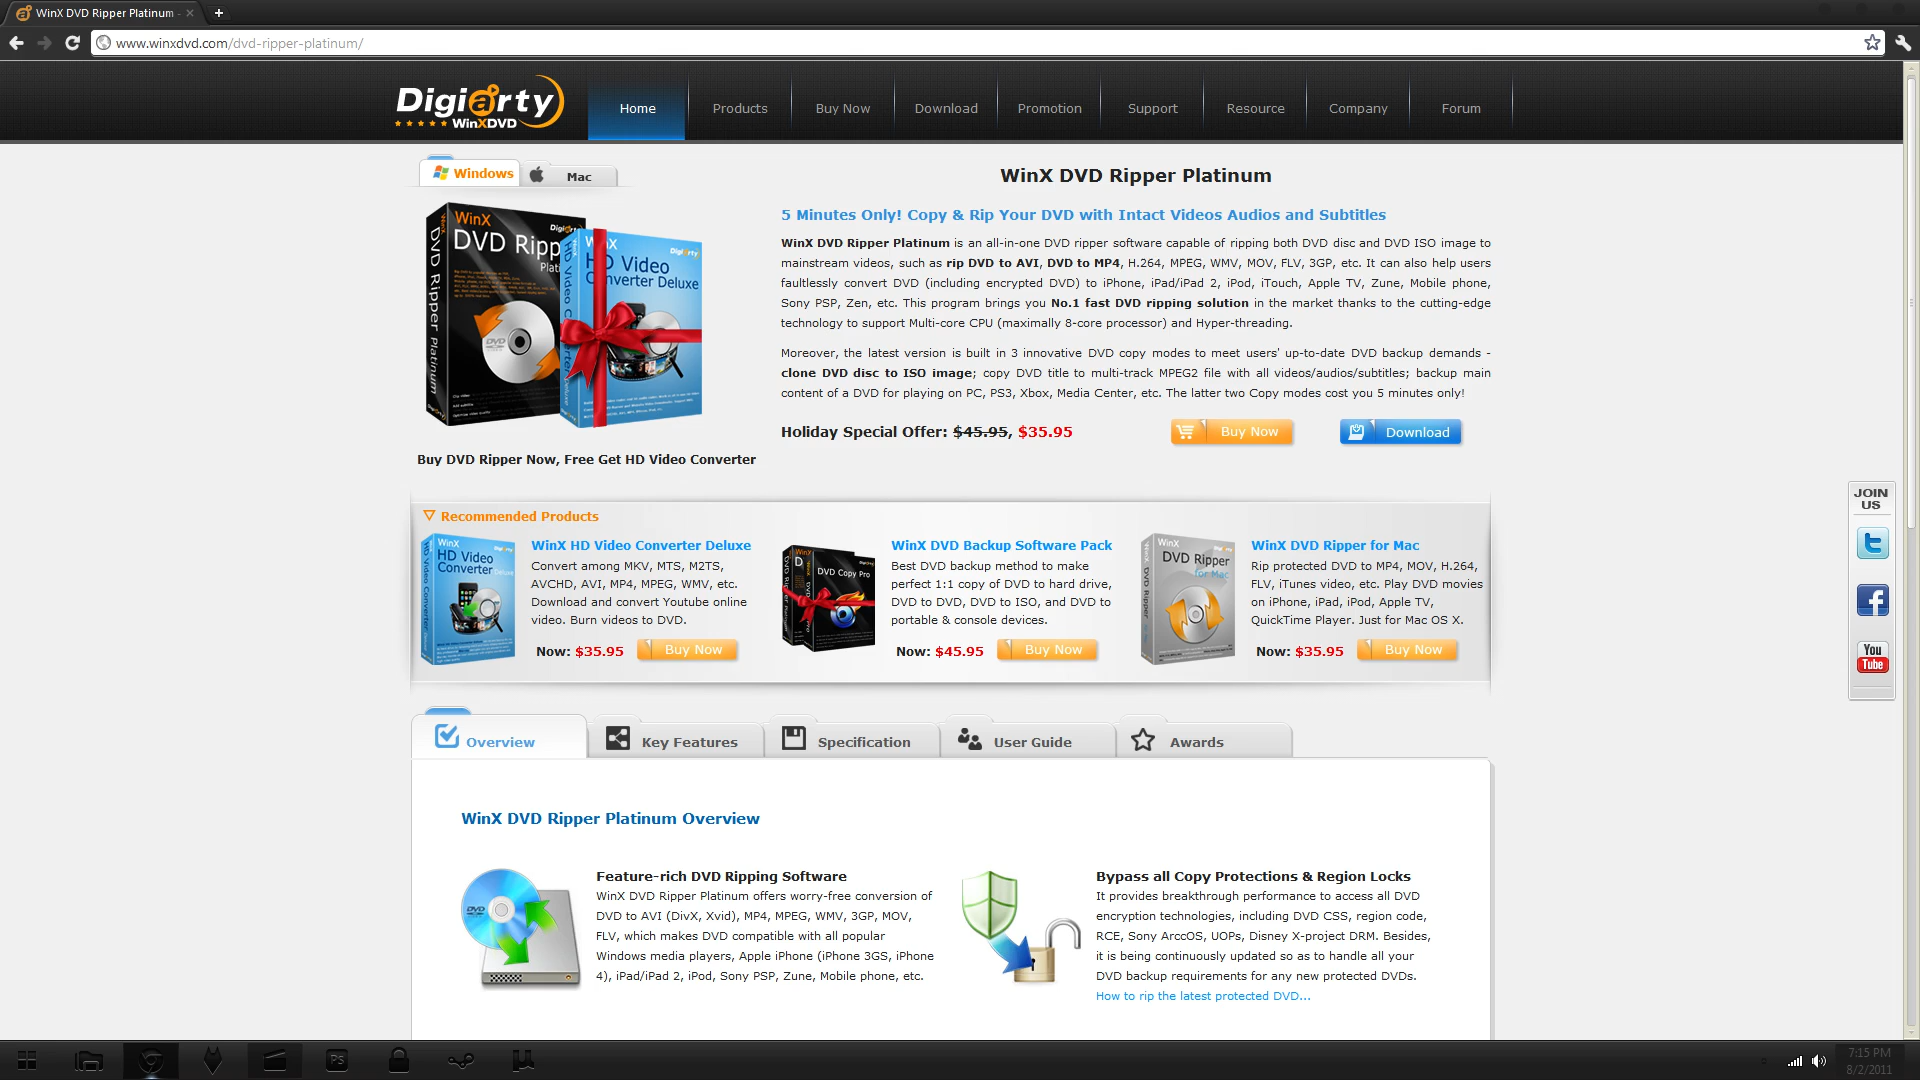 WinX DVD Ripper Platinum -
www.winxdvd.com/dvd-ripper-platinum/
Digiarty
WinXDVD
Home
Products
Buy Now
Download
Promotion
Support
Resource
Company
Forum
Windows
Mac
WinX DVD Ripper Platinum
5 Minutes Only! Copy & Rip Your DVD with Intact Videos Audios and Subtitles
WinX DVD Ripper Platinum is an all-in-one DVD ripper software capable of ripping both DVD disc and DVD ISO image to
mainstream videos, such as rip DVD to AVI, DVD to MP4, H.264, MPEG, WMV, MOV, FLV, 3GP, etc. It can also help users
faultlessly convert DVD (including encrypted DVD) to iPhone, iPad/iPad 2, iPod, iTouch, Apple TV, Zune, Mobile phone,
Sony PSP, Zen, etc. This program brings you No.1 fast DVD ripping solution in the market thanks to the cutting-edge
technology to support Multi-core CPU (maximally 8-core processor) and Hyper-threading.
Moreover, the latest version is built in 3 innovative DVD copy modes to meet users' up-to-date DVD backup demands -
clone DVD disc to ISO image; copy DVD title to multi-track MPEG2 file with all videos/audios/subtitles; backup main
content of a DVD for playing on PC, PS3, Xbox, Media Center, etc. The latter two Copy modes cost you 5 minutes only!
Holiday Special Offer: $45.95, $35.95
Buy Now
Download
WinX
DVD Ripp
Plati
DVD Ripper Platinum
Digiarty
HD Video
Converter Deluxe
Buy DVD Ripper Now, Free Get HD Video Converter
JOIN
US
You
Tube
Recommended Products
WinX
HD Video
Converter Deluxe
WinX HD Video Converter Deluxe
Convert among MKV, MTS, M2TS,
AVCHD, AVI, MP4, MPEG, WMV, etc.
Download and convert Youtube online
video. Burn videos to DVD.
Now: $35.95
Buy Now
DVD Copy Pro
WinX DVD Backup Software Pack
Best DVD backup method to make
perfect 1:1 copy of DVD to hard drive,
DVD to DVD, DVD to ISO, and DVD to
portable & console devices.
Now: $45.95
Buy Now
WinX
DVD Ripper
for Mac
WinX DVD Ripper for Mac
Rip protected DVD to MP4, MOV, H.264,
FLV, iTunes video, etc. Play DVD movies
on iPhone, iPad, iPod, Apple TV,
QuickTime Player. Just for Mac OS X.
Now: $35.95
Buy Now
Overview
Key Features
Specification
User Guide
Awards
WinX DVD Ripper Platinum Overview
DVD
Feature-rich DVD Ripping Software
WinX DVD Ripper Platinum offers worry-free conversion of
DVD to AVI (DivX, Xvid), MP4, MPEG, WMV, 3GP, MOV,
FLV, which makes DVD compatible with all popular
Windows media players, Apple iPhone (iPhone 3GS, iPhone
4), iPad/iPad 2, iPod, Sony PSP, Zune, Mobile phone, etc.
Bypass all Copy Protections & Region Locks
It provides breakthrough performance to access all DVD
encryption technologies, including DVD CSS, region code,
RCE, Sony ArccOS, UOPs, Disney X-project DRM. Besides,
it is being continuously updated so as to handle all your
DVD backup requirements for any new protected DVDs.
How to rip the latest protected DVD...
Ps
7:15 PM
8/2/2011